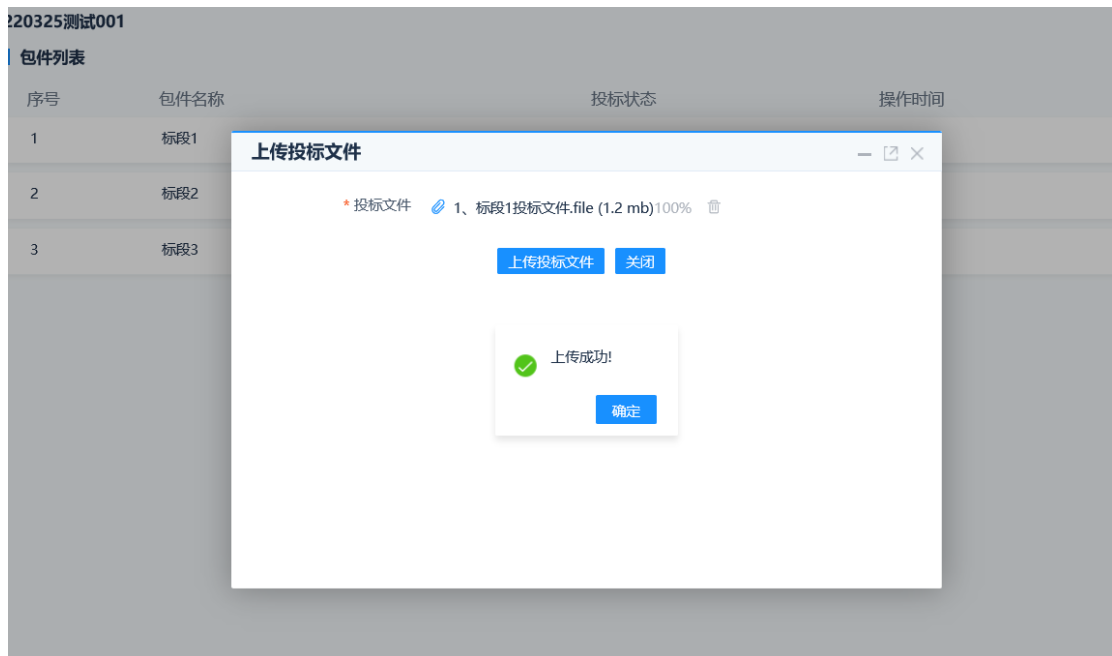 220325测试001
包件列表
序号 包件名称 投标状态 操作时间
1 标段1
上传投标文件
2 标段2
* 投标文件 1、标段1投标文件.file (1.2 mb)100%
3 标段3
上传投标文件 关闭
上传成功!
确定